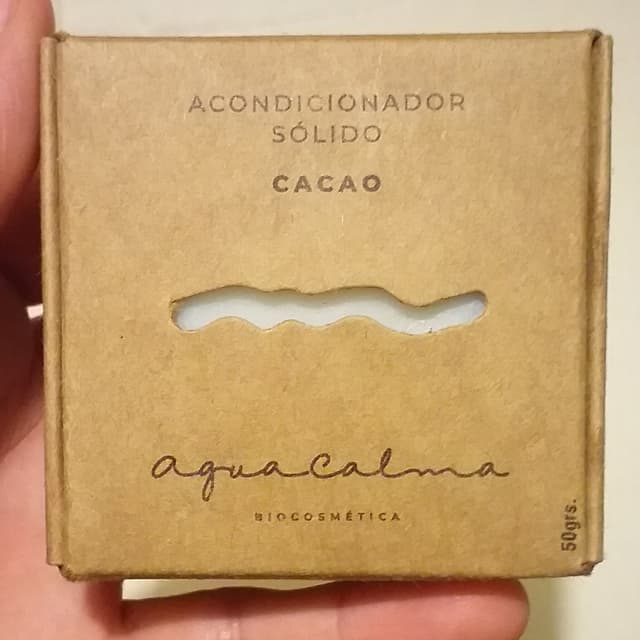 ACONDICIONADOR
SÓLIDO
CACAO
aguacalma
BIOCOSMÉTICA
50grs.